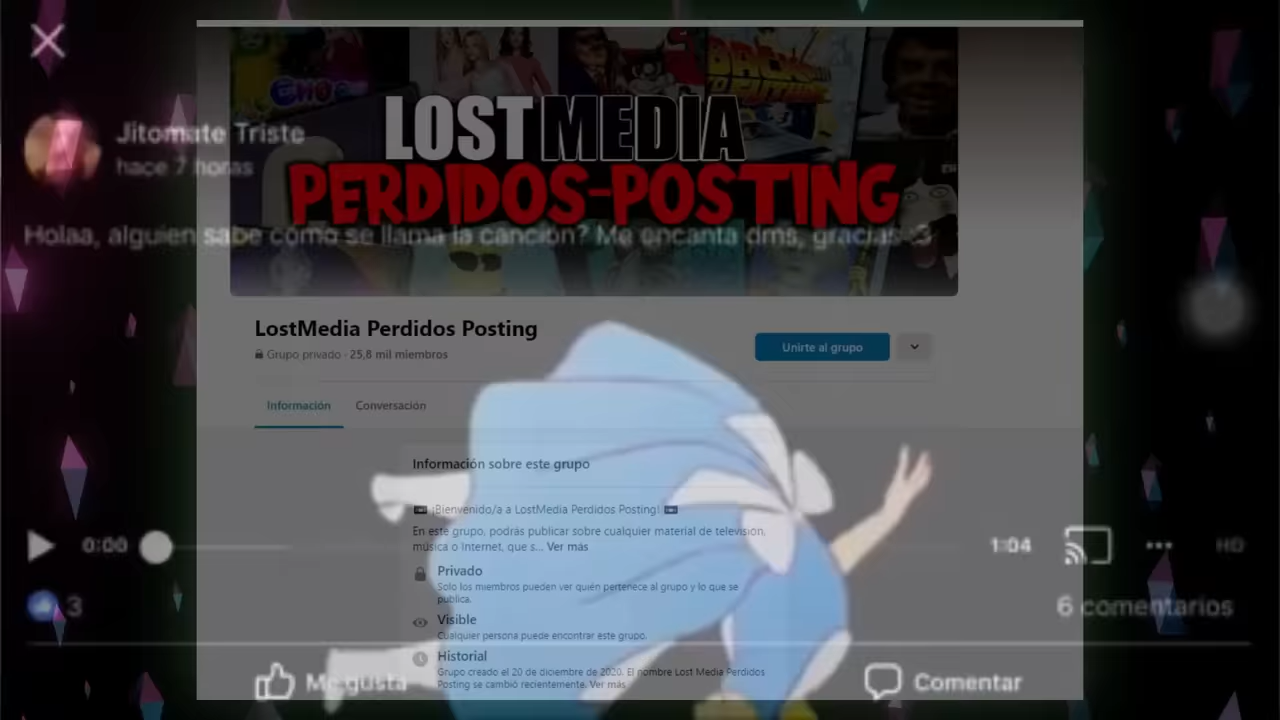 Jitomate Triste
hace 7 horas
Holaa, alguien sabe como se llama la canción? Me encanta dms, gracias :3
BACK TO FUTURE
LOST MEDIA
PERDIDOS-POSTING
LostMedia Perdidos Posting
Grupo privado · 25,8 mil miembros
Unirte al grupo
Información
Conversación
Información sobre este grupo
¡Bienvenido/a a LostMedia Perdidos Posting!
En este grupo, podrás publicar sobre cualquier material de televisión,
música o Internet, que s... Ver más
Privado
Solo los miembros pueden ver quién pertenece al grupo y lo que se
publica.
Visible
Cualquier persona puede encontrar este grupo.
Historial
Grupo creado el 20 de diciembre de 2020. El nombre Lost Media Perdidos
Posting se cambió recientemente. Ver más
0:00
1:04
HD
3
6 comentarios
Me gusta
Comentar